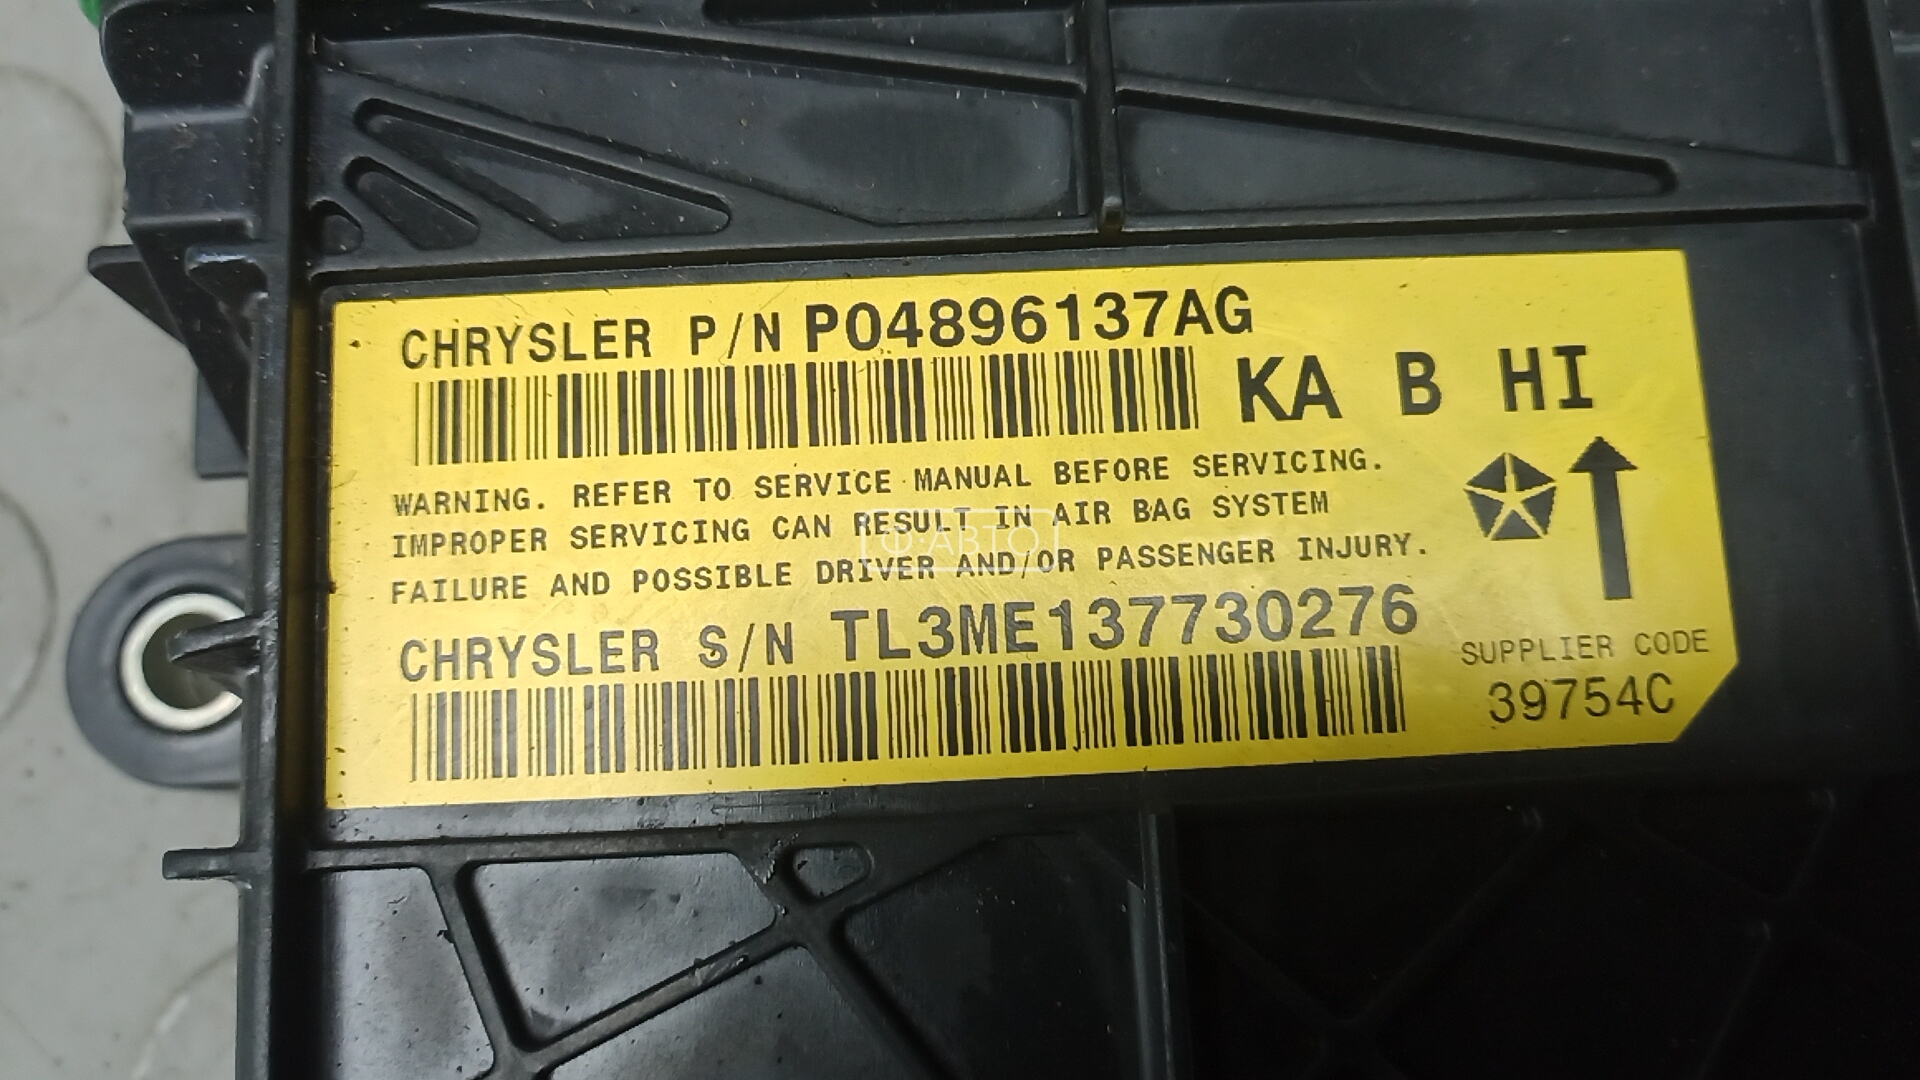 CHRYSLER P/N P04896137AG
KA B HI
WARNING. REFER TO SERVICE MANUAL BEFORE SERVICING.
IMPROPER SERVICING CAN RESULT IN AIR BAG SYSTEM
FAILURE AND POSSIBLE DRIVER AND/OR PASSENGER INJURY.
Ф·АВТО
CHRYSLER S/N TL3ME137730276
SUPPLIER CODE
39754C